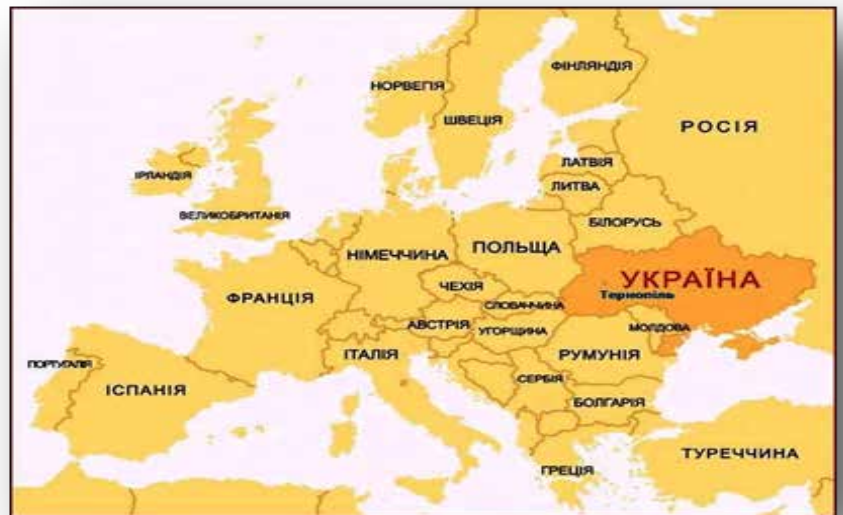 НОРВЕГІЯ
ФІНЛЯНДІЯ
ШВЕЦІЯ
РОСІЯ
ІРЛАНДІЯ
ЛАТВІЯ
ЛИТВА
ВЕЛИКОБРИТАНІЯ
БІЛОРУСЬ
НІМЕЧЧИНА
ПОЛЬЩА
УКРАЇНА
Тернопіль
ЧЕХІЯ
ФРАНЦІЯ
СЛОВАЧЧИНА
АВСТРІЯ
УГОРЩИНА
МОЛДОВА
ІТАЛІЯ
РУМУНІЯ
ПОРТУГАЛІЯ
ІСПАНІЯ
СЕРБІЯ
БОЛГАРІЯ
ТУРЕЧЧИНА
ГРЕЦІЯ